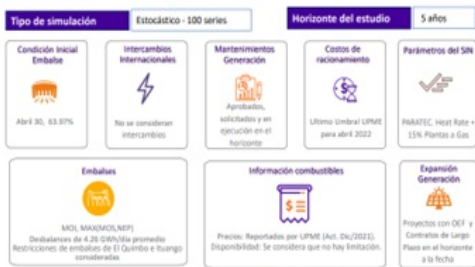 Tipo de simulación
Estocástico - 100 series
Horizonte del estudio
5 años
Condición Inicial
Embalse
Abril 30, 63.97%
Intercambios
Internacionales
No se consideran
intercambios
Mantenimientos
Generación
Aprobados,
solicitados y en
ejecución en el
horizonte
Costos de
racionamiento
Ultimo Umbral UPME
para abril 2022
Parámetros del SIN
PARATEC. Heat Rate +
15% Plantas a Gas
Embalses
MOI, MAX(MOS,NEP)
Desbalances de 4.26 GWh/día promedio
Restricciones de embalses de El Quimbo e Ituango
consideradas
Información combustibles
Precios: Reportados por UPME (Act. Dic/2021).
Disponibilidad: Se considera que no hay limitación.
Expansión
Generación
Proyectos con OEF y
Contratos de Largo
Plazo en el horizonte
a la fecha